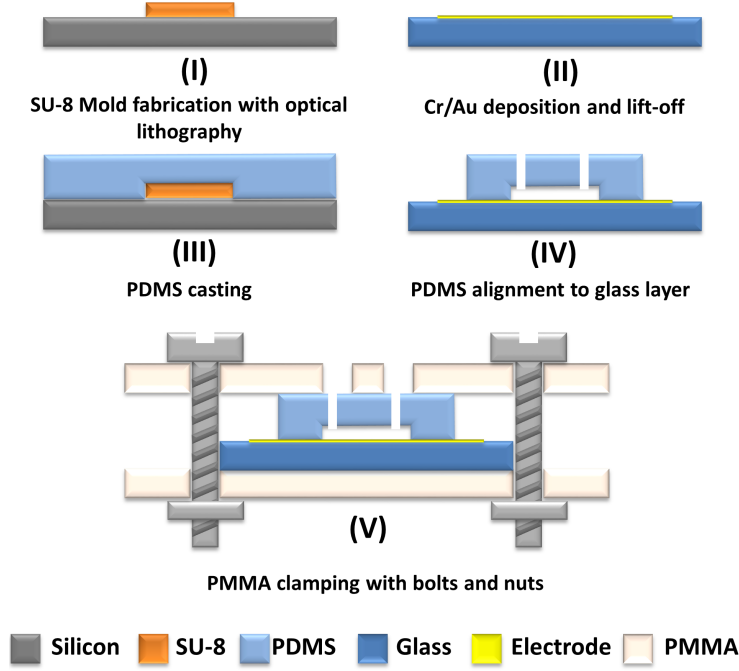 (I)
SU-8 Mold fabrication with optical
lithography
(II)
Cr/Au deposition and lift-off
(III)
PDMS casting
(IV)
PDMS alignment to glass layer
(V)
PMMA clamping with bolts and nuts
Silicon
SU-8
PDMS
Glass
Electrode
PMMA